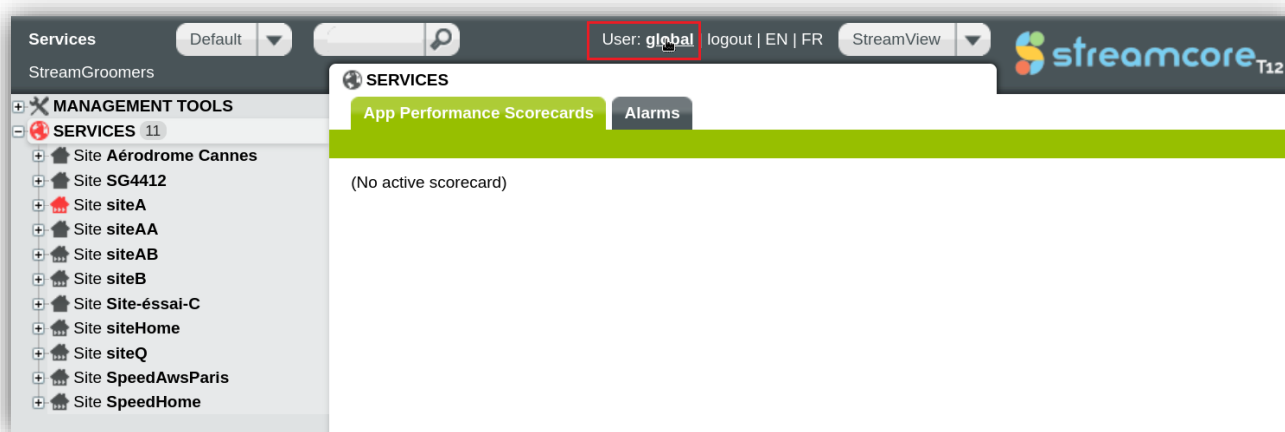 Services Default User: global | logout | EN | FR StreamView streamcore T12
StreamGroomers
SERVICES
App Performance Scorecards Alarms
(No active scorecard)
MANAGEMENT TOOLS
SERVICES 11
Site Aérodrome Cannes
Site SG4412
Site siteA
Site siteAA
Site siteAB
Site siteB
Site Site-éssai-C
Site siteHome
Site siteQ
Site SpeedAwsParis
Site SpeedHome